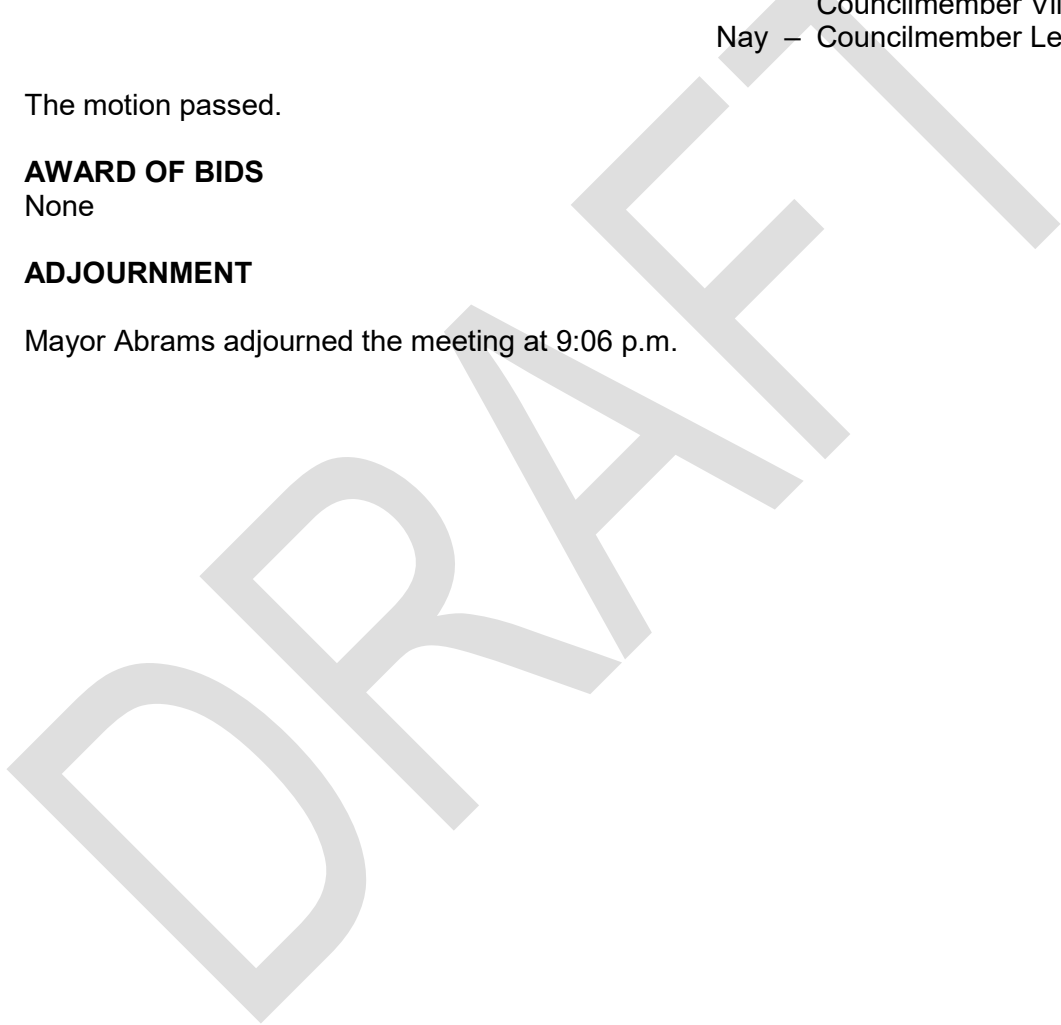 Councilmember
Nay – Councilmember
The motion passed.
AWARD OF BIDS
None
ADJOURNMENT
Mayor Abrams adjourned the meeting at 9:06 p.m.
DRAFT